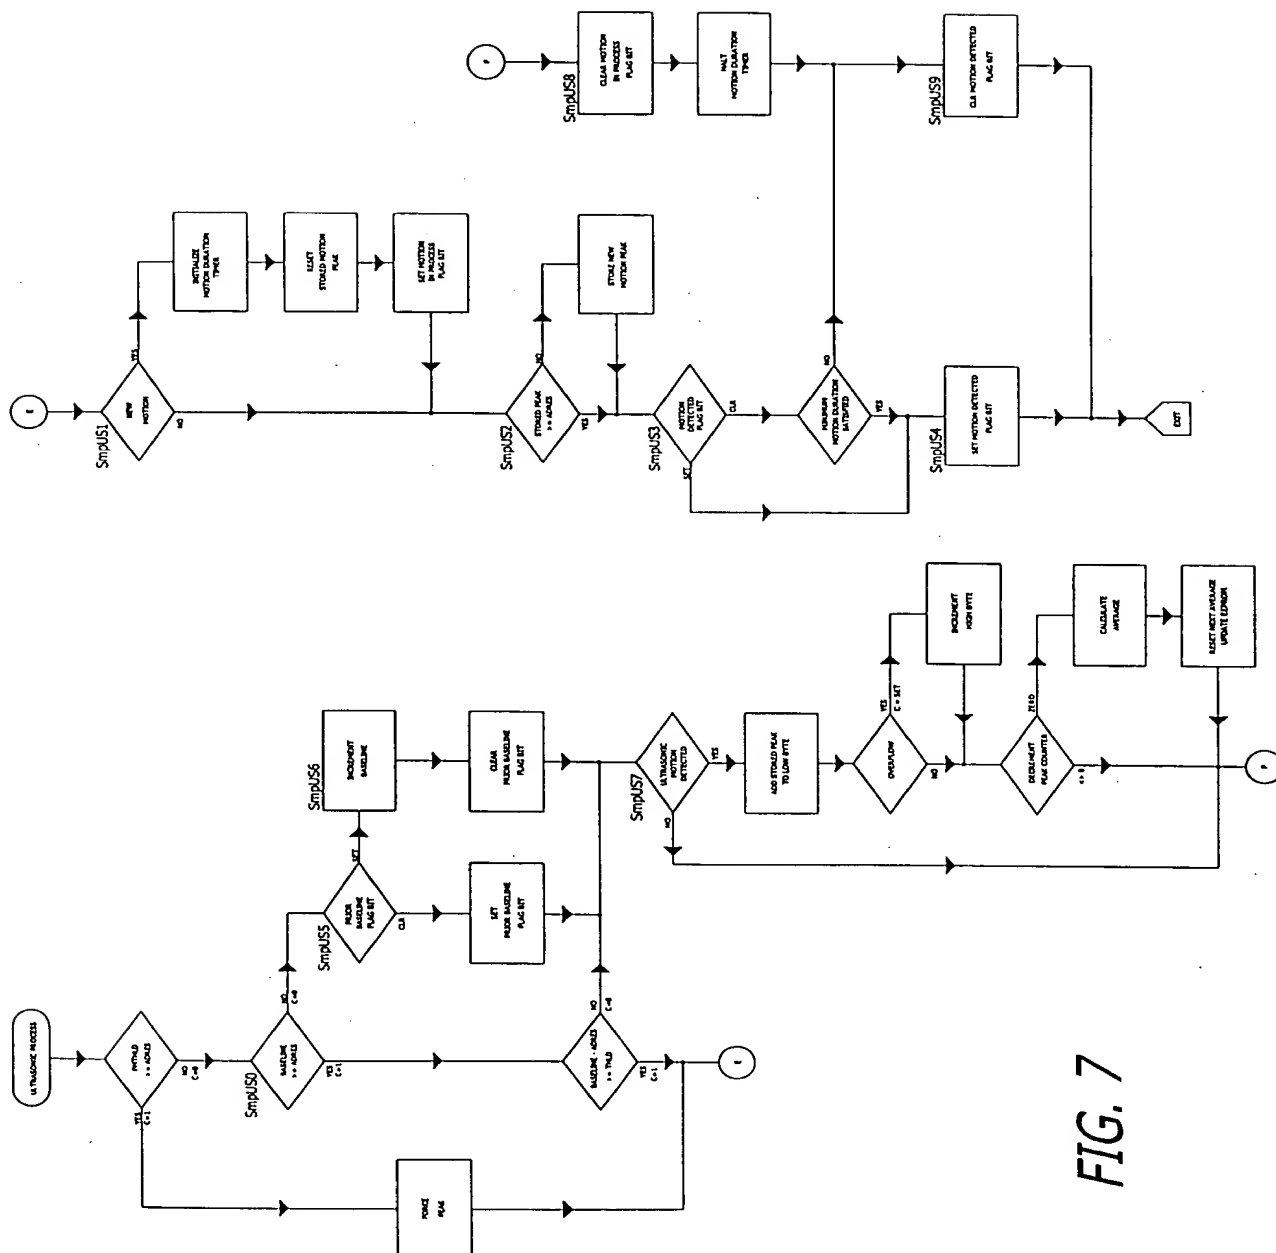 ULTRASONIC PROCESS
>= ADRES
YES
C=1
NO
C=0
FORCE
PEAK
SmpUS0
BASELINE
>= ADRES
NO
C=0
YES
C=1
SmpUS5
PRIOR
BASELINE
FLAG BIT
SET
CLR
SmpUS6
INCREMENT
BASELINE
SET
PRIOR BASELINE
FLAG BIT
CLEAR
PRIOR BASELINE
FLAG BIT
BASELINE - ADRES
>= THLD
NO
C=0
YES
C=1
E
SmpUS7
ULTRASONIC
MOTION
DETECTED
NO
YES
ADD STORED PEAK
TO LOW BYTE
OVERFLOW
YES
C = SET
NO
INCREMENT
HIGH BYTE
DECREMENT
PEAK COUNTER
ZERO
<> 0
CALCULATE
AVERAGE
RESET NEXT AVERAGE
UPDATE EEPROM
F
E
SmpUS1
NEW
MOTION
YES
NO
INITIALIZE
MOTION DURATION
TIMER
RESET
STORED MOTION
PEAK
SET MOTION
IN PROCESS
FLAG BIT
SmpUS2
STORED PEAK
>= ADRES
NO
YES
STORE NEW
MOTION PEAK
SmpUS3
MOTION
DETECTED
FLAG BIT
SET
CLR
MINIMUM
MOTION DURATION
SATISFIED
NO
YES
SmpUS4
SET MOTION DETECTED
FLAG BIT
F
SmpUS8
CLEAR MOTION
IN PROCESS
FLAG BIT
HALT
MOTION DURATION
TIMER
SmpUS9
CLR MOTION DETECTED
FLAG BIT
EXIT
FIG. 7